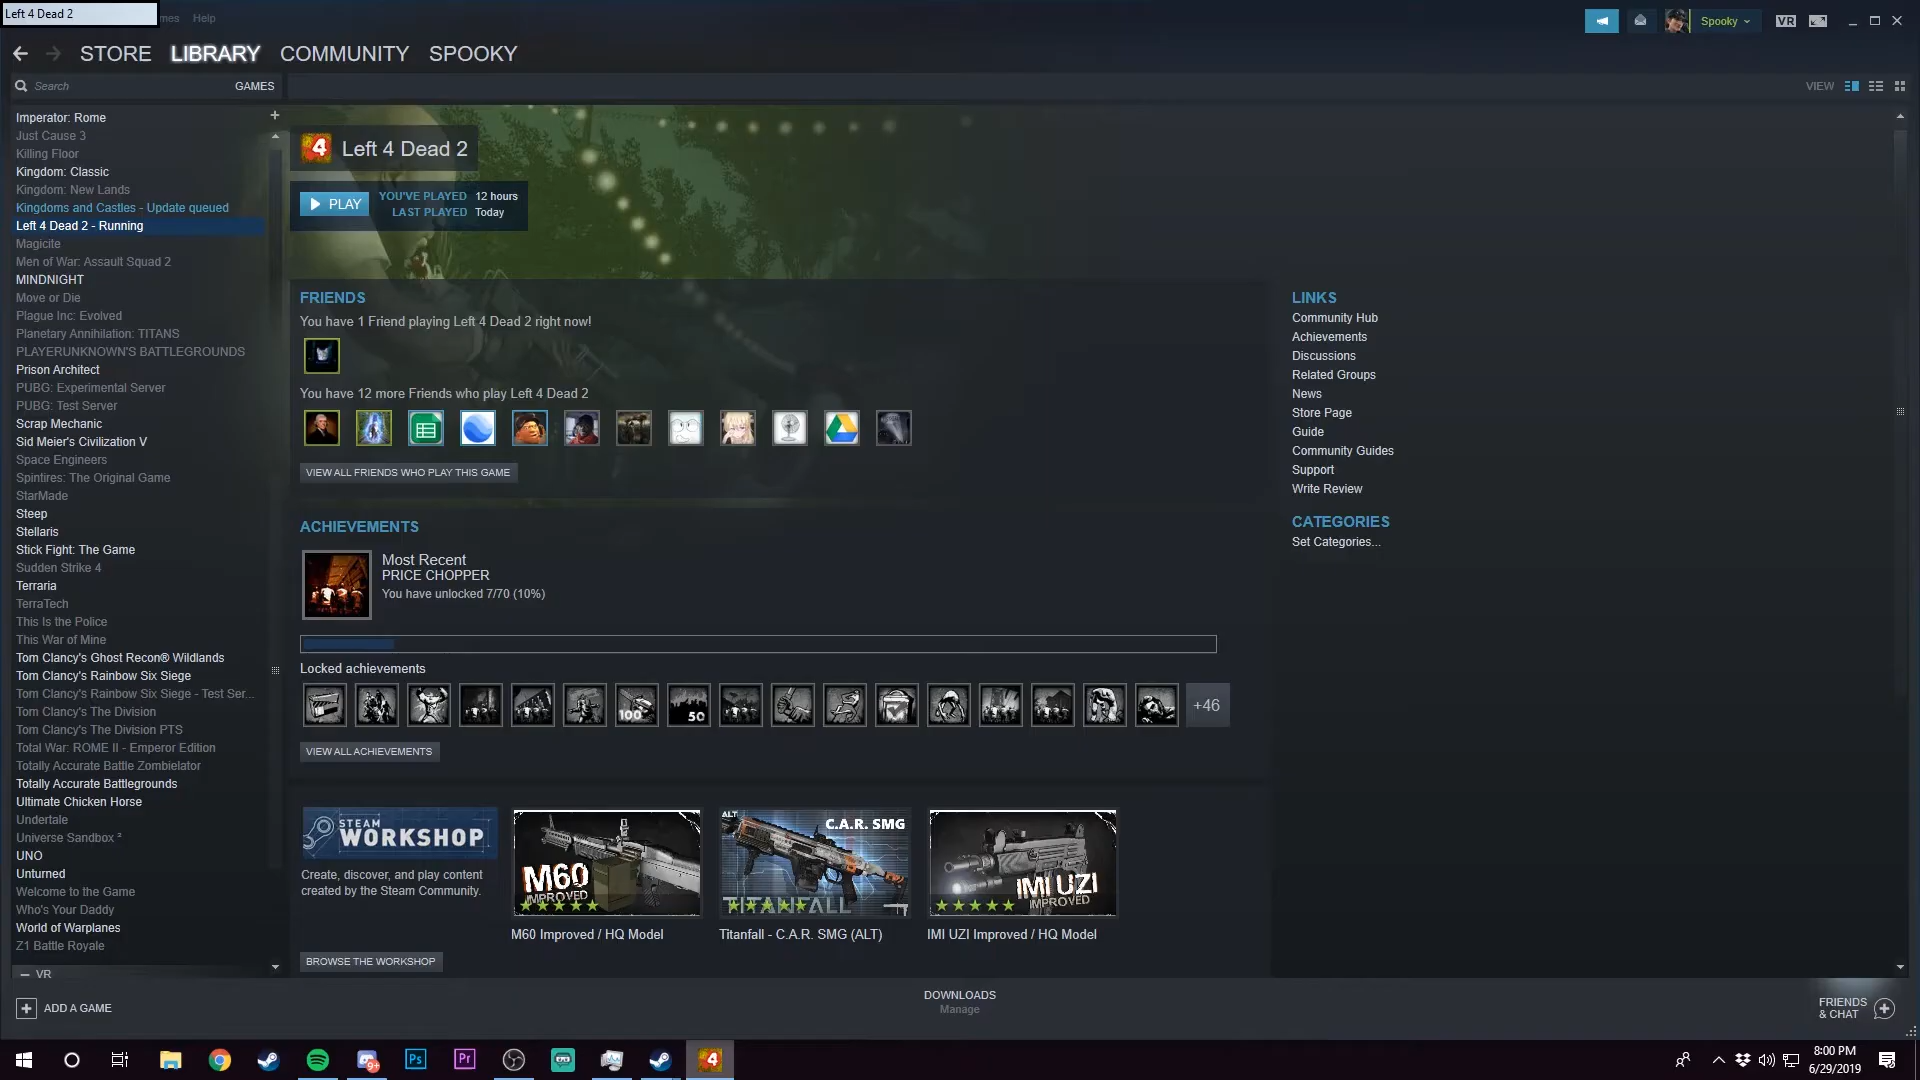 Left 4 Dead 2
mes Help
Spooky
VR
STORE LIBRARY COMMUNITY SPOOKY
Search GAMES
VIEW
Imperator: Rome
Just Cause 3
Killing Floor
Kingdom: Classic
Kingdom: New Lands
Kingdoms and Castles - Update queued
Left 4 Dead 2 - Running
Magicite
Men of War: Assault Squad 2
MINDNIGHT
Move or Die
Plague Inc: Evolved
Planetary Annihilation: TITANS
PLAYERUNKNOWN'S BATTLEGROUNDS
Prison Architect
PUBG: Experimental Server
PUBG: Test Server
Scrap Mechanic
Sid Meier's Civilization V
Space Engineers
Spintires: The Original Game
StarMade
Steep
Stellaris
Stick Fight: The Game
Sudden Strike 4
Terraria
TerraTech
This Is the Police
This War of Mine
Tom Clancy's Ghost Recon® Wildlands
Tom Clancy's Rainbow Six Siege
Tom Clancy's Rainbow Six Siege - Test Ser...
Tom Clancy's The Division
Tom Clancy's The Division PTS
Total War: ROME II - Emperor Edition
Totally Accurate Battle Zombielator
Totally Accurate Battlegrounds
Ultimate Chicken Horse
Undertale
Universe Sandbox ²
UNO
Unturned
Welcome to the Game
Who's Your Daddy
World of Warplanes
Z1 Battle Royale
VR
ADD A GAME
4 Left 4 Dead 2
PLAY
YOU'VE PLAYED 12 hours
LAST PLAYED Today
FRIENDS
You have 1 Friend playing Left 4 Dead 2 right now!
You have 12 more Friends who play Left 4 Dead 2
VIEW ALL FRIENDS WHO PLAY THIS GAME
ACHIEVEMENTS
Most Recent
PRICE CHOPPER
You have unlocked 7/70 (10%)
Locked achievements
100 50 +46
VIEW ALL ACHIEVEMENTS
STEAM
WORKSHOP
Create, discover, and play content
created by the Steam Community.
BROWSE THE WORKSHOP
M60
IMPROVED
M60 Improved / HQ Model
ALT
C.A.R. SMG
TITANFALL
Titanfall - C.A.R. SMG (ALT)
IMI UZI
IMPROVED
IMI UZI Improved / HQ Model
LINKS
Community Hub
Achievements
Discussions
Related Groups
News
Store Page
Guide
Community Guides
Support
Write Review
CATEGORIES
Set Categories...
DOWNLOADS
Manage
FRIENDS
& CHAT
9+
Ps
Pr
4
8:00 PM
6/29/2019